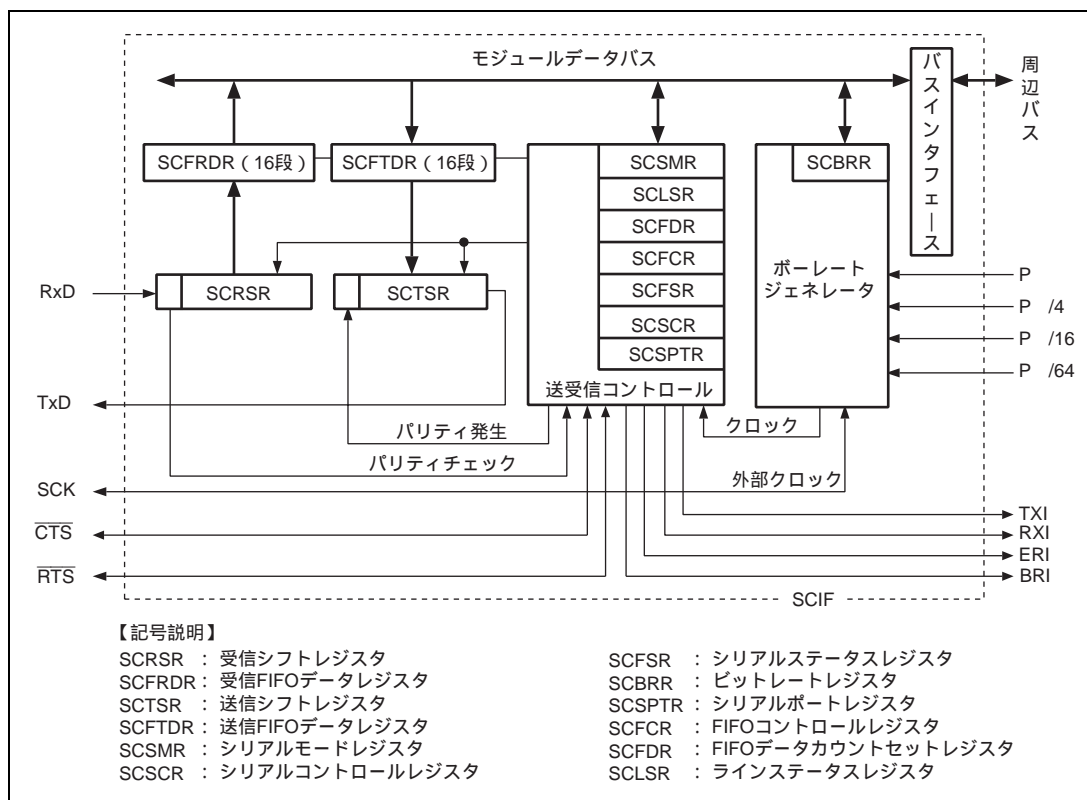 モジュールデータバス
バスインタフェース
周辺バス
SCFRDR（16段）
SCFTDR（16段）
SCSMR
SCLSR
SCFDR
SCFCR
SCFSR
SCSCR
SCSPTR
送受信コントロール
SCBRR
ボーレート
ジェネレータ
RxD
SCRSR
SCTSR
P
P /4
P /16
P /64
TxD
パリティ発生
パリティチェック
クロック
外部クロック
SCK
CTS
RTS
TXI
RXI
ERI
BRI
SCIF
【記号説明】
SCRSR ： 受信シフトレジスタ
SCFRDR： 受信FIFOデータレジスタ
SCTSR ： 送信シフトレジスタ
SCFTDR： 送信FIFOデータレジスタ
SCSMR ： シリアルモードレジスタ
SCSCR ： シリアルコントロールレジスタ
SCFSR ： シリアルステータスレジスタ
SCBRR ： ビットレートレジスタ
SCSPTR： シリアルポートレジスタ
SCFCR ： FIFOコントロールレジスタ
SCFDR ： FIFOデータカウントセットレジスタ
SCLSR ： ラインステータスレジスタ